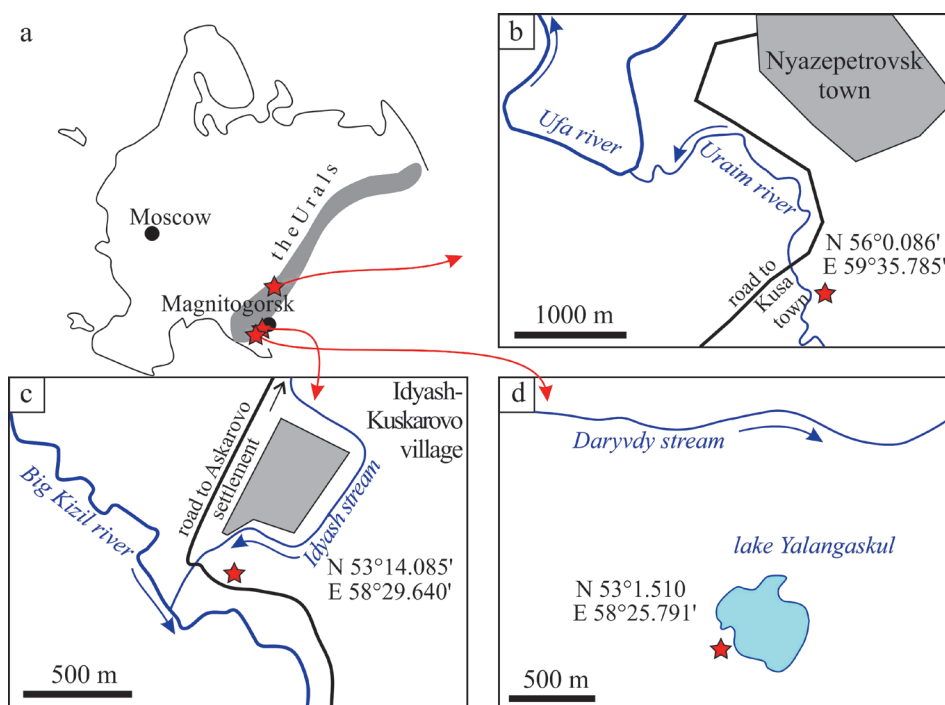 a
Moscow
the Urals
Magnitogorsk
b
Nyazepetrovsk
town
Ufa river
Uraim river
N 56°0.086'
E 59°35.785'
road to
Kusa
town
1000 m
c
Idyash-
Kuskarovo
village
road to Askarovo
settlement
Big Kizil river
Idyash stream
N 53°14.085'
E 58°29.640'
500 m
d
Daryvdy stream
lake Yalangaskul
N 53°1.510
E 58°25.791'
500 m